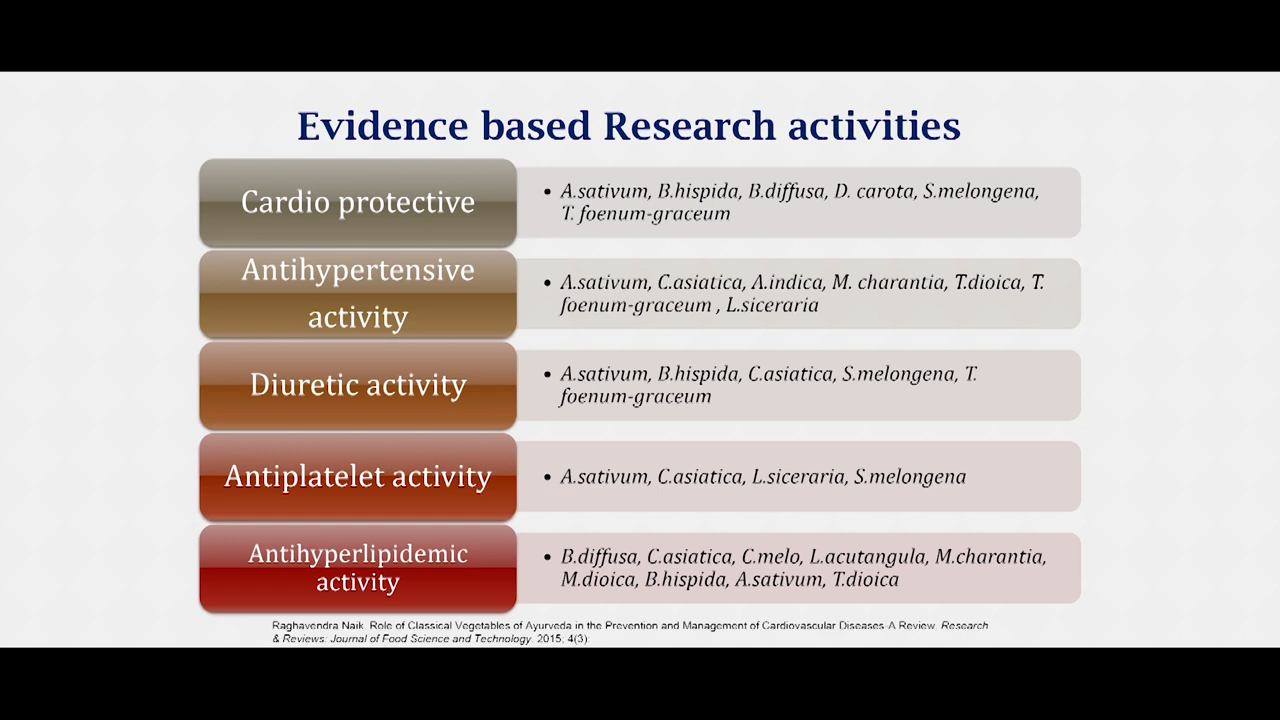 Evidence based Research activities
Cardio protective
• A.sativum, B.hispida, B.diffusa, D. carota, S.melongena,
T. foenum-graceum
Antihypertensive
activity
• A.sativum, C.asiatica, A.indica, M. charantia, T.dioica, T.
foenum-graceum , L.siceraria
Diuretic activity
• A.sativum, B.hispida, C.asiatica, S.melongena, T.
foenum-graceum
Antiplatelet activity
• A.sativum, C.asiatica, L.siceraria, S.melongena
Antihyperlipidemic
activity
• B.diffusa, C.asiatica, C.melo, L.acutangula, M.charantia,
M.dioica, B.hispida, A.sativum, T.dioica
Raghavendra Naik. Role of Classical Vegetables of Ayurveda in the Prevention and Management of Cardiovascular Diseases-A Review. Research
& Reviews: Journal of Food Science and Technology. 2015; 4(3):